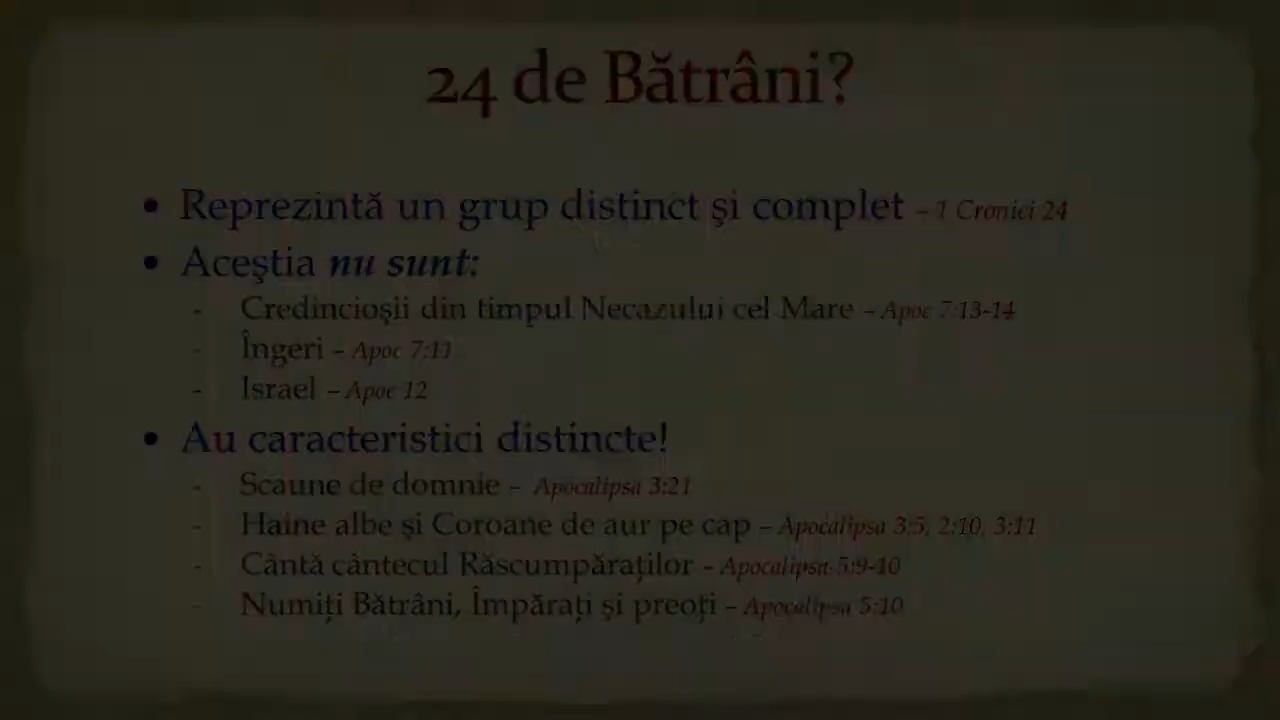 24 de Bătrâni?
• Reprezintă un grup distinct şi complet – 1 Cronici 24
• Aceştia nu sunt:
- Credincioşii din timpul Necazului cel Mare – Apoc 7:13-14
- Îngeri – Apoc 7:11
- Israel – Apoc 12
• Au caracteristici distincte!
- Scaune de domnie – Apocalipsa 3:21
- Haine albe şi Coroane de aur pe cap – Apocalipsa 3:5, 2:10, 3:11
- Cântă cântecul Răscumpăraţilor – Apocalipsa 5:9-10
- Numiţi Bătrâni, Împăraţi şi preoţi – Apocalipsa 5:10